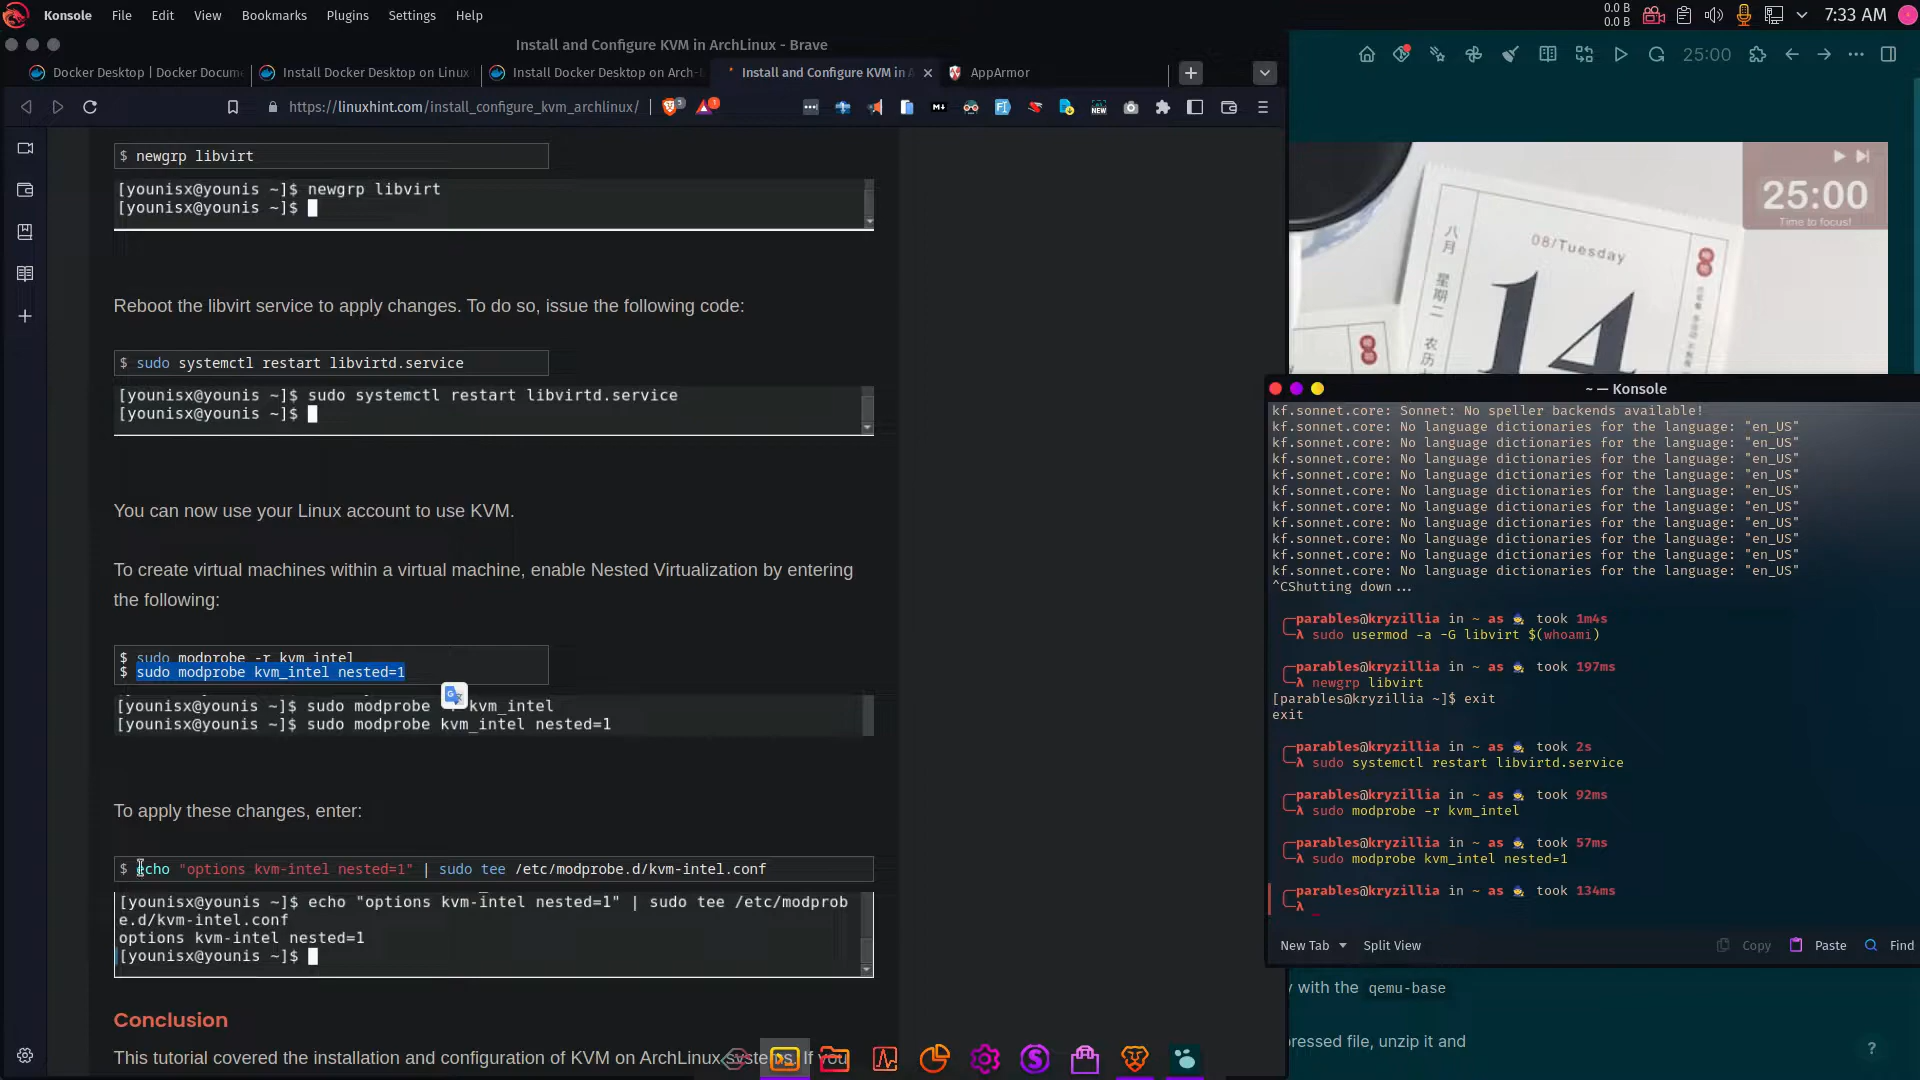 Konsole File Edit View Bookmarks Plugins Settings Help
0.0 B
0.0 B
7:33 AM
Install and Configure KVM in ArchLinux - Brave
Docker Desktop | Docker Docume
Install Docker Desktop on Linux
Install Docker Desktop on Arch-b
Install and Configure KVM in A
AppArmor
25:00
https://linuxhint.com/install_configure_kvm_archlinux/
$ newgrp libvirt
[younisx@younis ~]$ newgrp libvirt
[younisx@younis ~]$
Reboot the libvirt service to apply changes. To do so, issue the following code:
$ sudo systemctl restart libvirtd.service
[younisx@younis ~]$ sudo systemctl restart libvirtd.service
[younisx@younis ~]$
You can now use your Linux account to use KVM.
To create virtual machines within a virtual machine, enable Nested Virtualization by entering
the following:
$ sudo modprobe -r kvm_intel
$ sudo modprobe kvm_intel nested=1
[younisx@younis ~]$ sudo modprobe kvm_intel
[younisx@younis ~]$ sudo modprobe kvm_intel nested=1
To apply these changes, enter:
$ echo "options kvm-intel nested=1" | sudo tee /etc/modprobe.d/kvm-intel.conf
[younisx@younis ~]$ echo "options kvm-intel nested=1" | sudo tee /etc/modprob
e.d/kvm-intel.conf
options kvm-intel nested=1
[younisx@younis ~]$
Conclusion
This tutorial covered the installation and configuration of KVM on ArchLinux systems. If you
25:00
Time to focus!
08/Tuesday
八月
星期二
农历
14
~ — Konsole
kf.sonnet.core: Sonnet: No speller backends available!
kf.sonnet.core: No language dictionaries for the language: "en_US"
kf.sonnet.core: No language dictionaries for the language: "en_US"
kf.sonnet.core: No language dictionaries for the language: "en_US"
kf.sonnet.core: No language dictionaries for the language: "en_US"
kf.sonnet.core: No language dictionaries for the language: "en_US"
kf.sonnet.core: No language dictionaries for the language: "en_US"
kf.sonnet.core: No language dictionaries for the language: "en_US"
kf.sonnet.core: No language dictionaries for the language: "en_US"
kf.sonnet.core: No language dictionaries for the language: "en_US"
kf.sonnet.core: No language dictionaries for the language: "en_US"
^CShutting down...
parables@kryzillia in ~ as 🧙 took 1m4s
λ sudo usermod -a -G libvirt $(whoami)
parables@kryzillia in ~ as 🧙 took 197ms
λ newgrp libvirt
[parables@kryzillia ~]$ exit
exit
parables@kryzillia in ~ as 🧙 took 2s
λ sudo systemctl restart libvirtd.service
parables@kryzillia in ~ as 🧙 took 92ms
λ sudo modprobe -r kvm_intel
parables@kryzillia in ~ as 🧙 took 57ms
λ sudo modprobe kvm_intel nested=1
parables@kryzillia in ~ as 🧙 took 134ms
λ
New Tab Split View Copy Paste Find
y with the qemu-base
ressed file, unzip it and
?